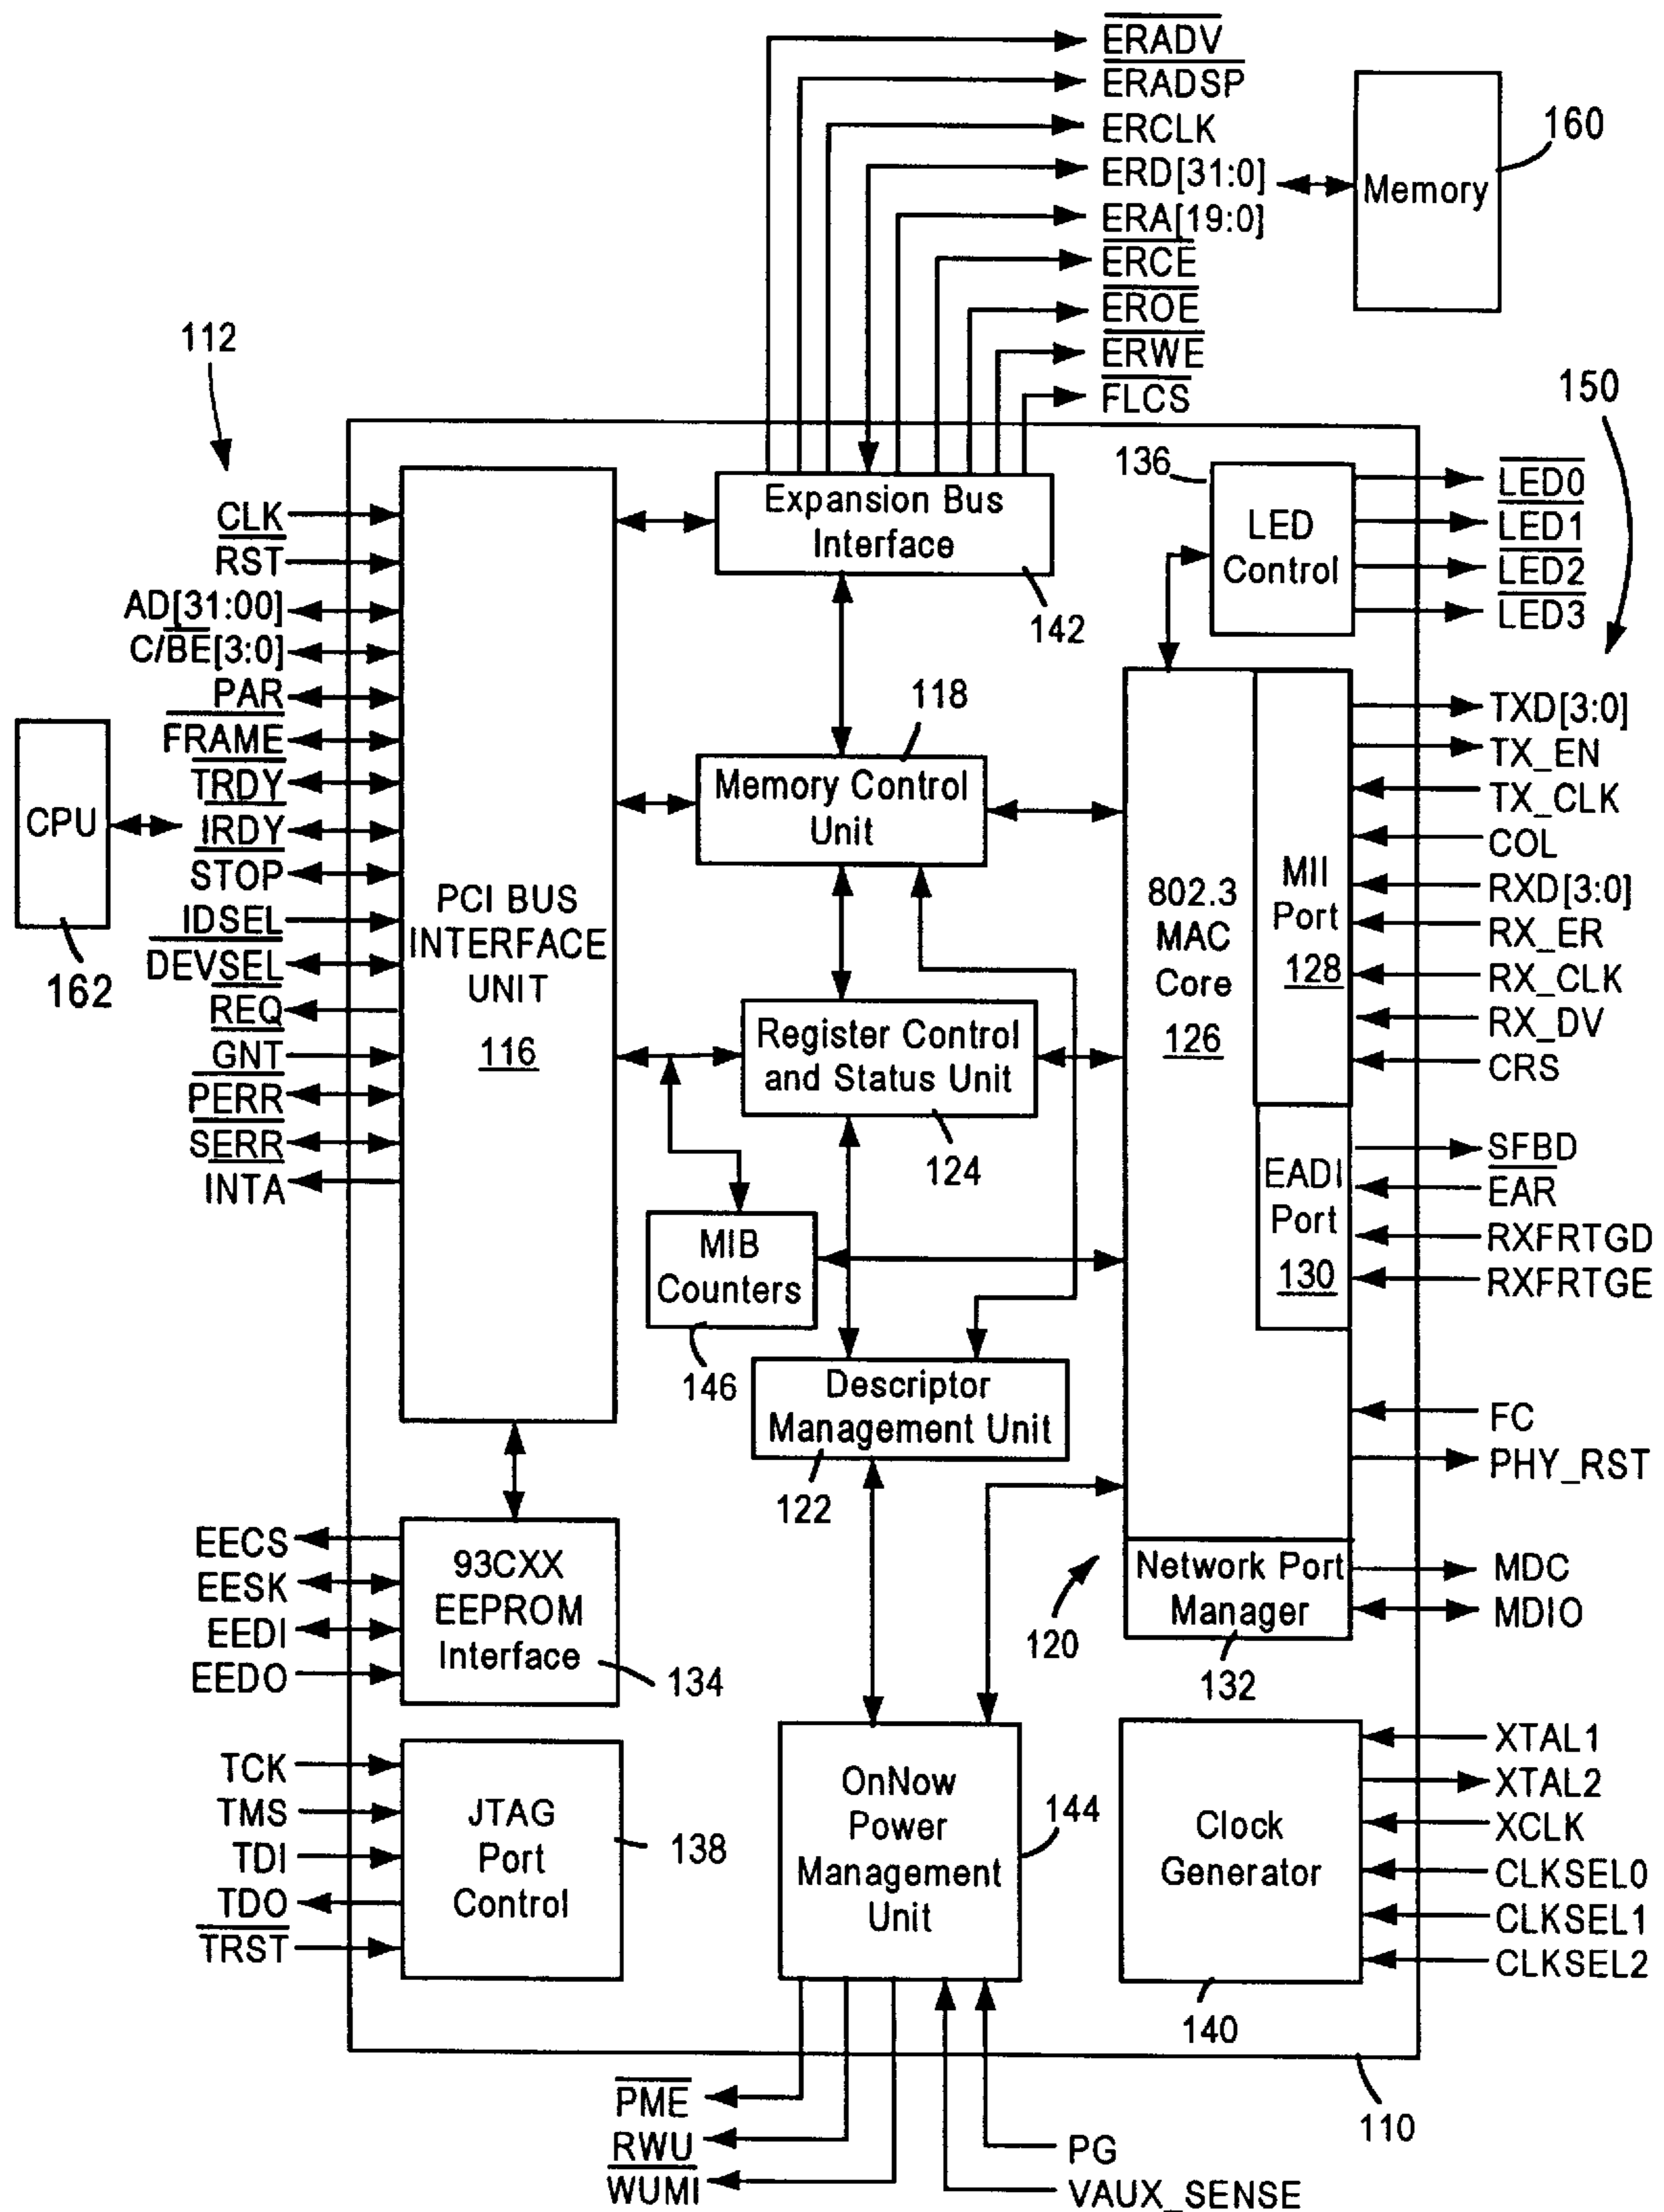 ERADV
ERADSP
ERCLK
ERD[31:0]
ERA[19:0]
ERCE
EROE
ERWE
FLCS
Memory
160
112
CLK
RST
AD[31:00]
C/BE[3:0]
PAR
FRAME
TRDY
IRDY
STOP
IDSEL
DEVSEL
REQ
GNT
PERR
SERR
INTA
CPU
162
PCI BUS
INTERFACE
UNIT
116
Expansion Bus
Interface
142
136
LED
Control
LED0
LED1
LED2
LED3
150
118
Memory Control
Unit
802.3
MAC
Core
126
MII
Port
128
TXD[3:0]
TX_EN
TX_CLK
COL
RXD[3:0]
RX_ER
RX_CLK
RX_DV
CRS
Register Control
and Status Unit
124
EADI
Port
130
SFBD
EAR
RXFRTGD
RXFRTGE
MIB
Counters
146
Descriptor
Management Unit
122
FC
PHY_RST
120
Network Port
Manager
132
MDC
MDIO
EECS
EESK
EEDI
EEDO
93CXX
EEPROM
Interface
134
TCK
TMS
TDI
TDO
TRST
JTAG
Port
Control
138
OnNow
Power
Management
Unit
144
Clock
Generator
140
XTAL1
XTAL2
XCLK
CLKSEL0
CLKSEL1
CLKSEL2
110
PME
RWU
WUMI
PG
VAUX_SENSE